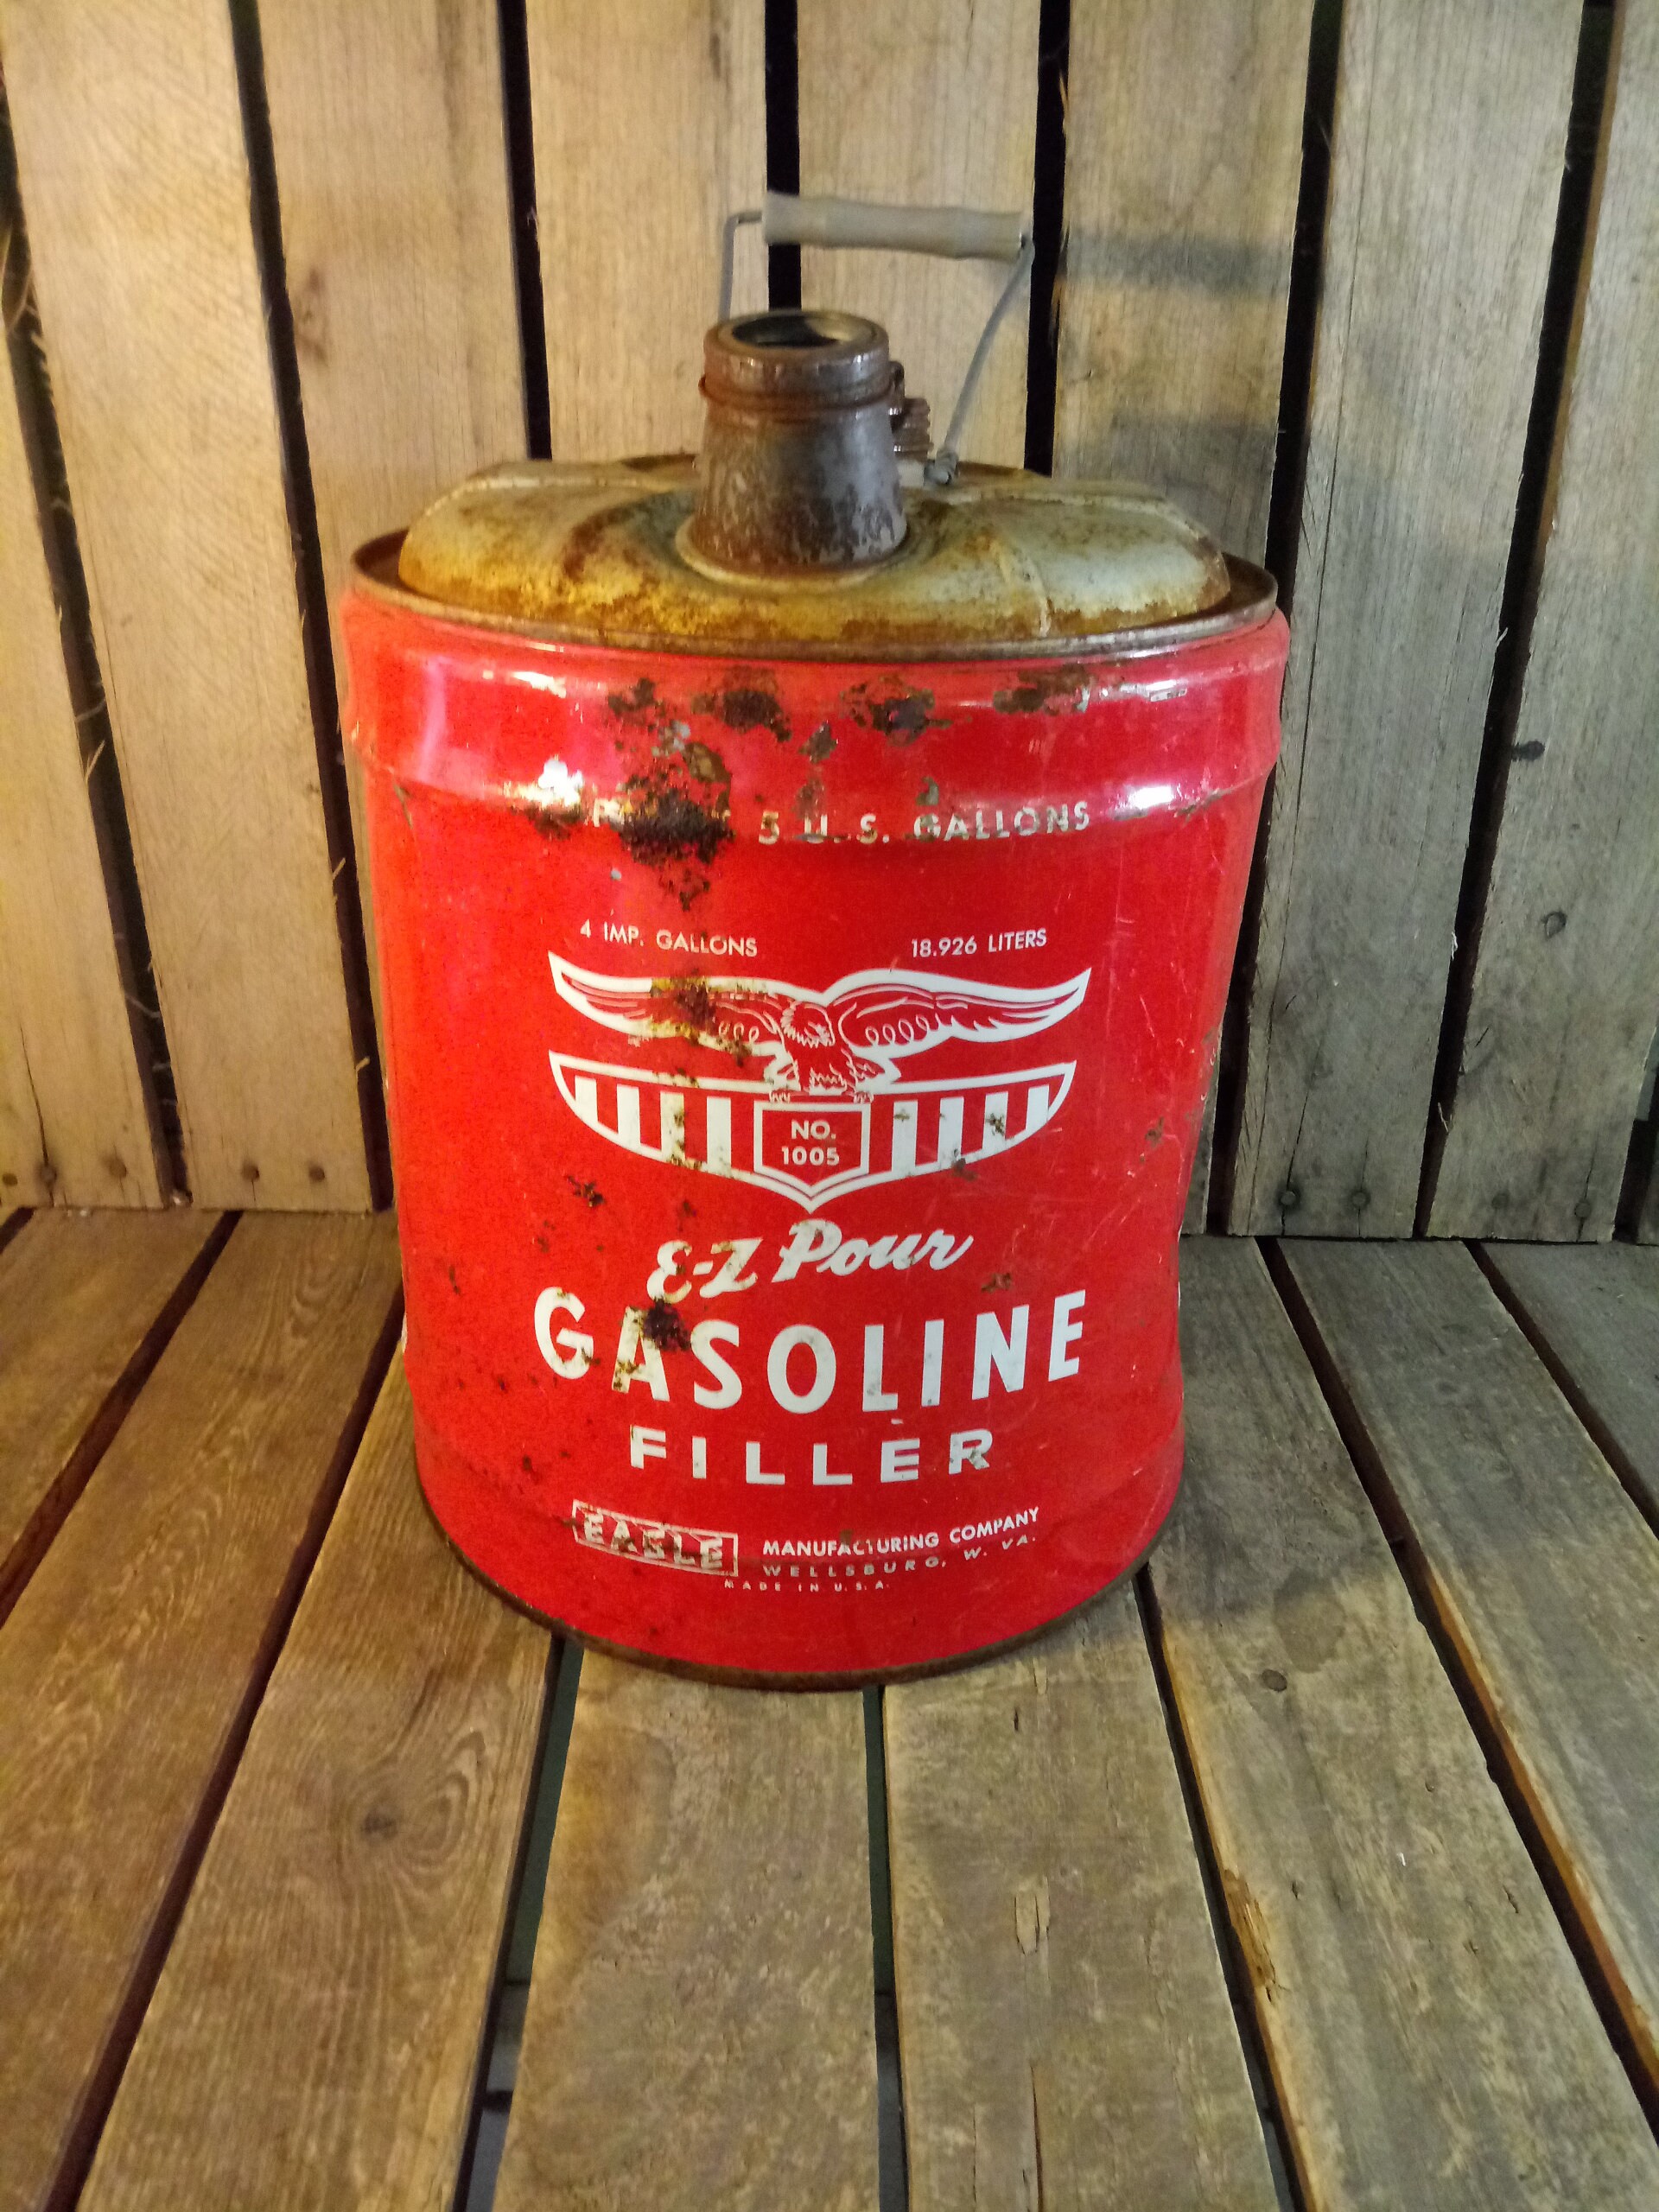 5 U. S. GALLONS
4 IMP. GALLONS 18.926 LITERS
NO.
1005
E-Z Pour
GASOLINE
FILLER
EAGLE MANUFACTURING COMPANY
WELLSBURG, W. VA.
MADE IN U.S.A.